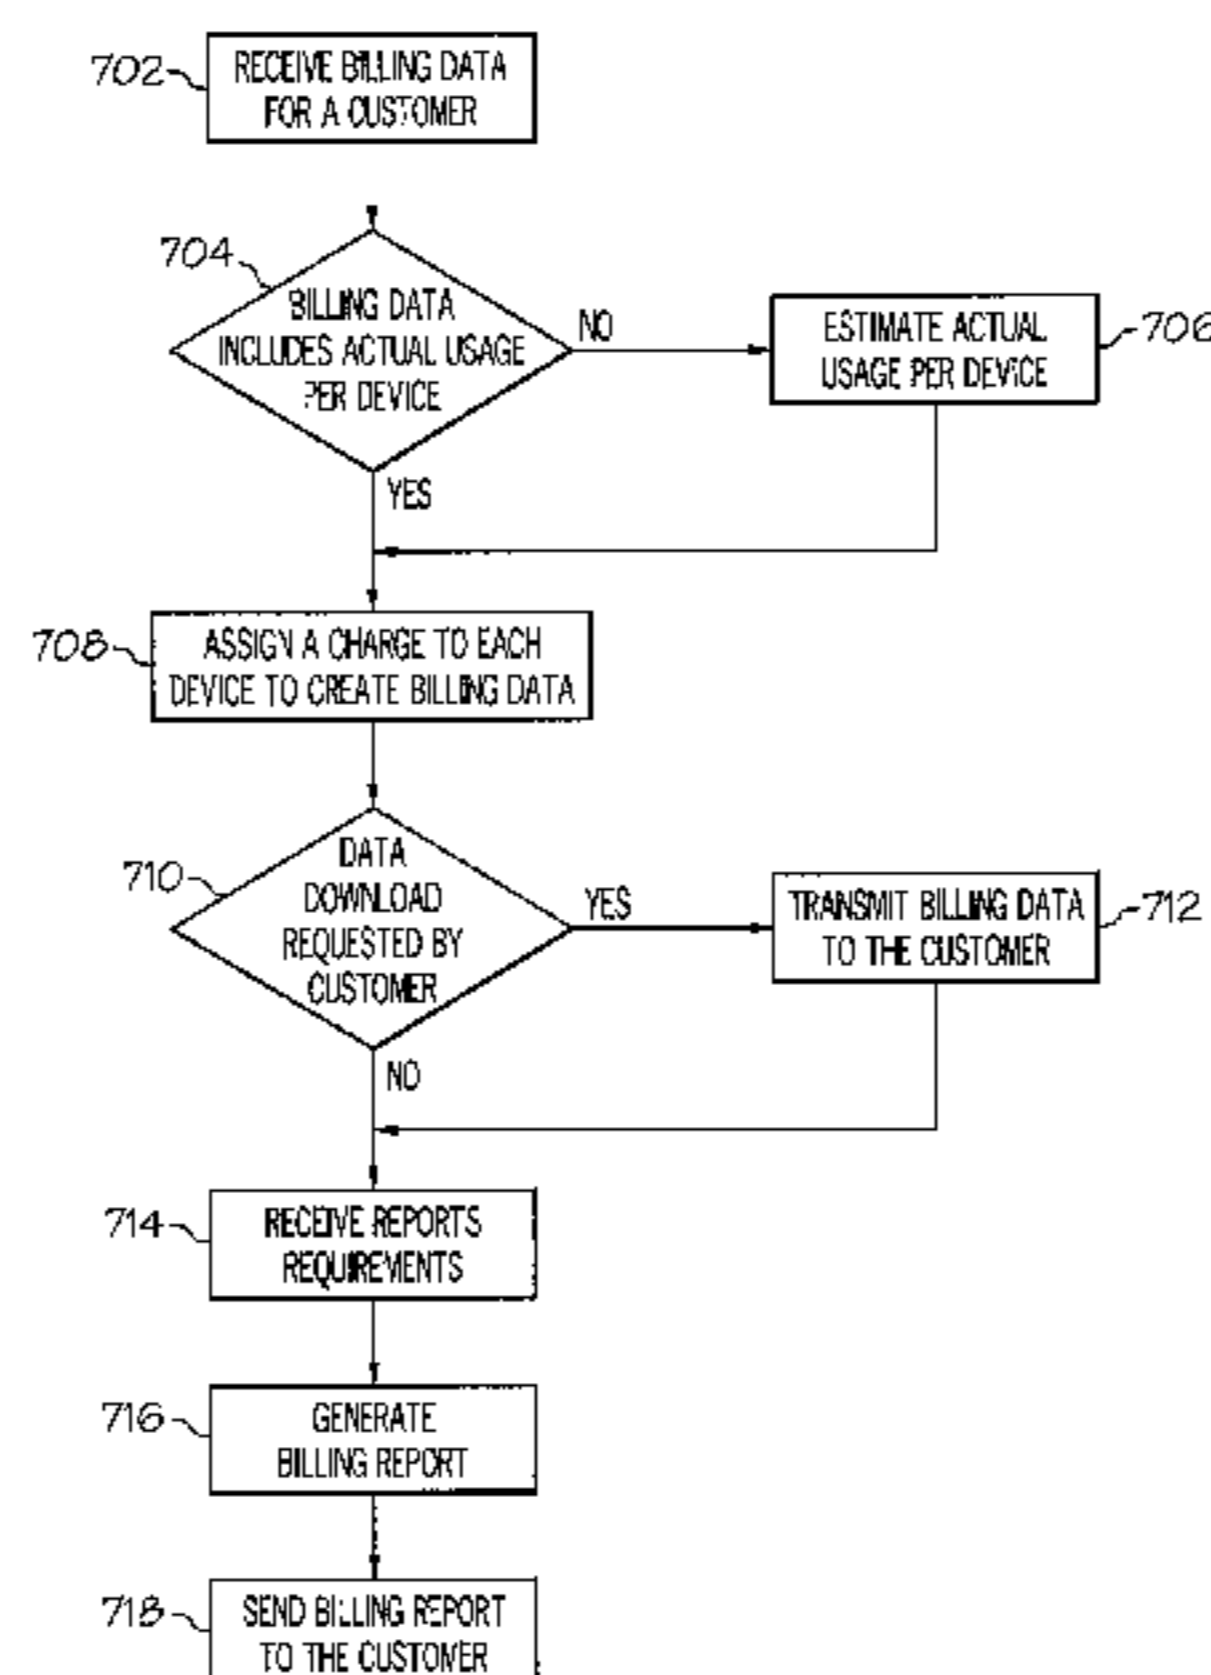 702
RECEIVE BILLING DATA
FOR A CUSTOMER
704
BILLING DATA
INCLUDES ACTUAL USAGE
PER DEVICE
NO
ESTIMATE ACTUAL
USAGE PER DEVICE
706
YES
708
ASSIGN A CHARGE TO EACH
DEVICE TO CREATE BILLING DATA
710
DATA
DOWNLOAD
REQUESTED BY
CUSTOMER
YES
TRANSMIT BILLING DATA
TO THE CUSTOMER
712
NO
714
RECEIVE REPORTS
REQUIREMENTS
716
GENERATE
BILLING REPORT
718
SEND BILLING REPORT
TO THE CUSTOMER